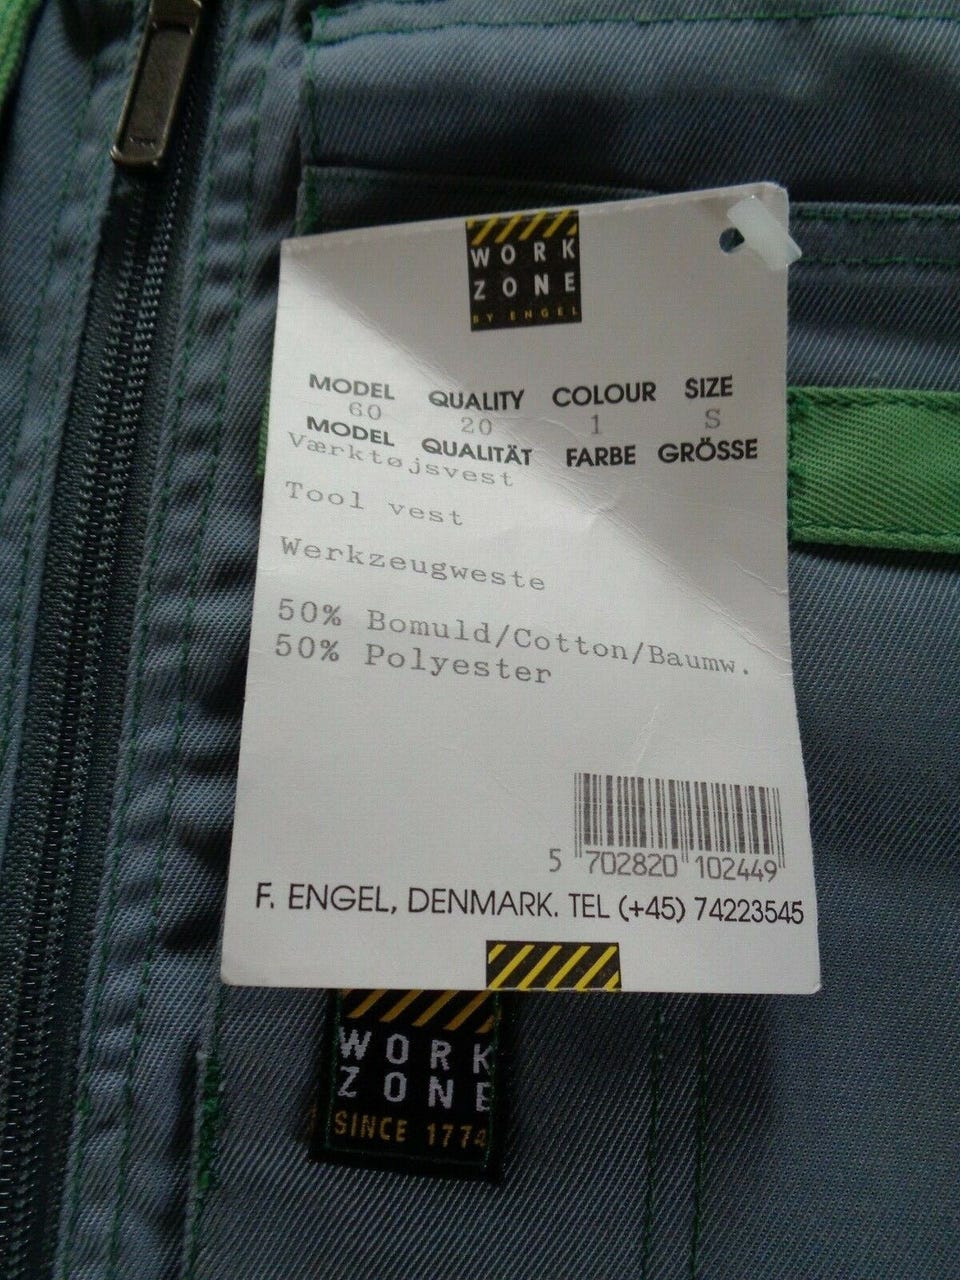 WORK
ZONE
BY ENGEL
MODEL QUALITY COLOUR SIZE
60 20 1 S
MODEL QUALITÄT FARBE GRÖSSE
Værktøjsvest
Tool vest
Werkzeugweste
50% Bomuld/Cotton/Baumw.
50% Polyester
5 702820 102449
F. ENGEL, DENMARK. TEL (+45) 74223545
WORK
ZONE
SINCE 1774